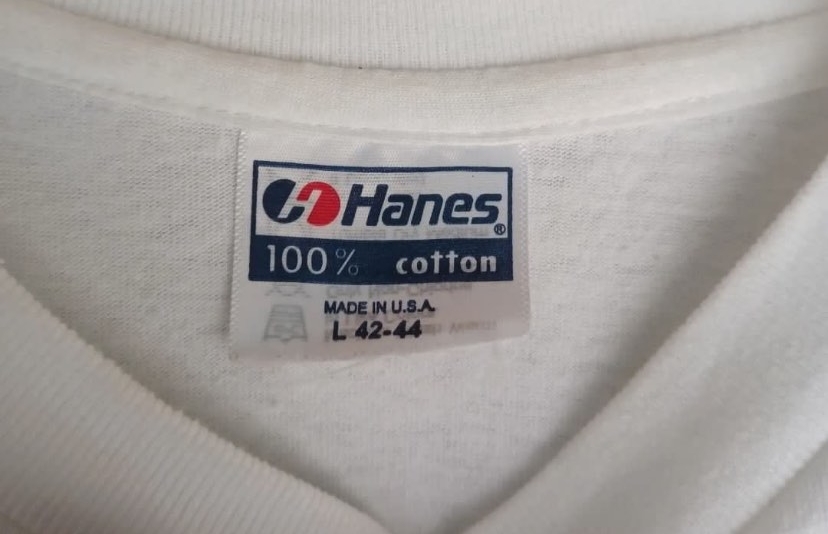 Hanes®
100% cotton
MADE IN U.S.A.
L 42-44